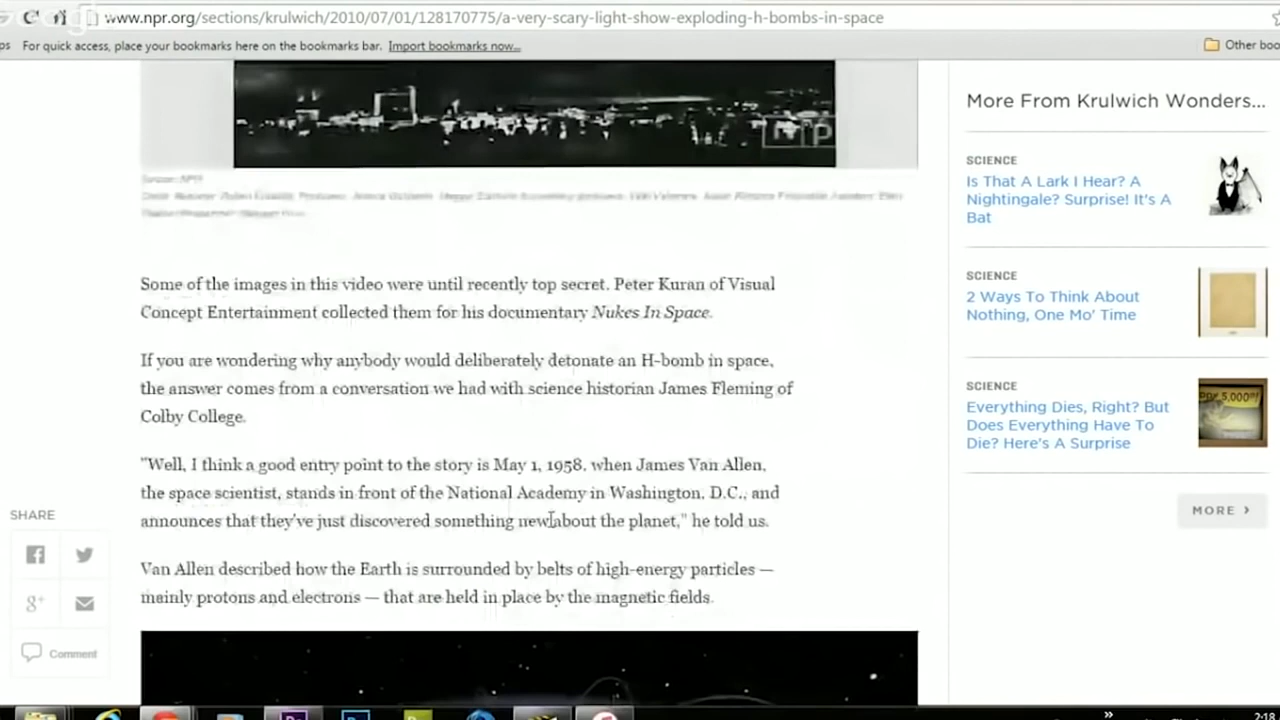 www.npr.org/sections/krulwich/2010/07/01/128170775/a-very-scary-light-show-exploding-h-bombs-in-space
ps For quick access, place your bookmarks here on the bookmarks bar. Import bookmarks now... Other boo
Some of the images in this video were until recently top secret. Peter Kuran of Visual
Concept Entertainment collected them for his documentary Nukes In Space.
If you are wondering why anybody would deliberately detonate an H-bomb in space,
the answer comes from a conversation we had with science historian James Fleming of
Colby College.
"Well, I think a good entry point to the story is May 1, 1958, when James Van Allen,
the space scientist, stands in front of the National Academy in Washington, D.C., and
announces that they've just discovered something new about the planet," he told us.
Van Allen described how the Earth is surrounded by belts of high-energy particles —
mainly protons and electrons — that are held in place by the magnetic fields.
SHARE
g+
Comment
More From Krulwich Wonders...
SCIENCE
Is That A Lark I Hear? A
Nightingale? Surprise! It's A
Bat
SCIENCE
2 Ways To Think About
Nothing, One Mo' Time
SCIENCE
Everything Dies, Right? But
Does Everything Have To
Die? Here's A Surprise
MORE
2:18